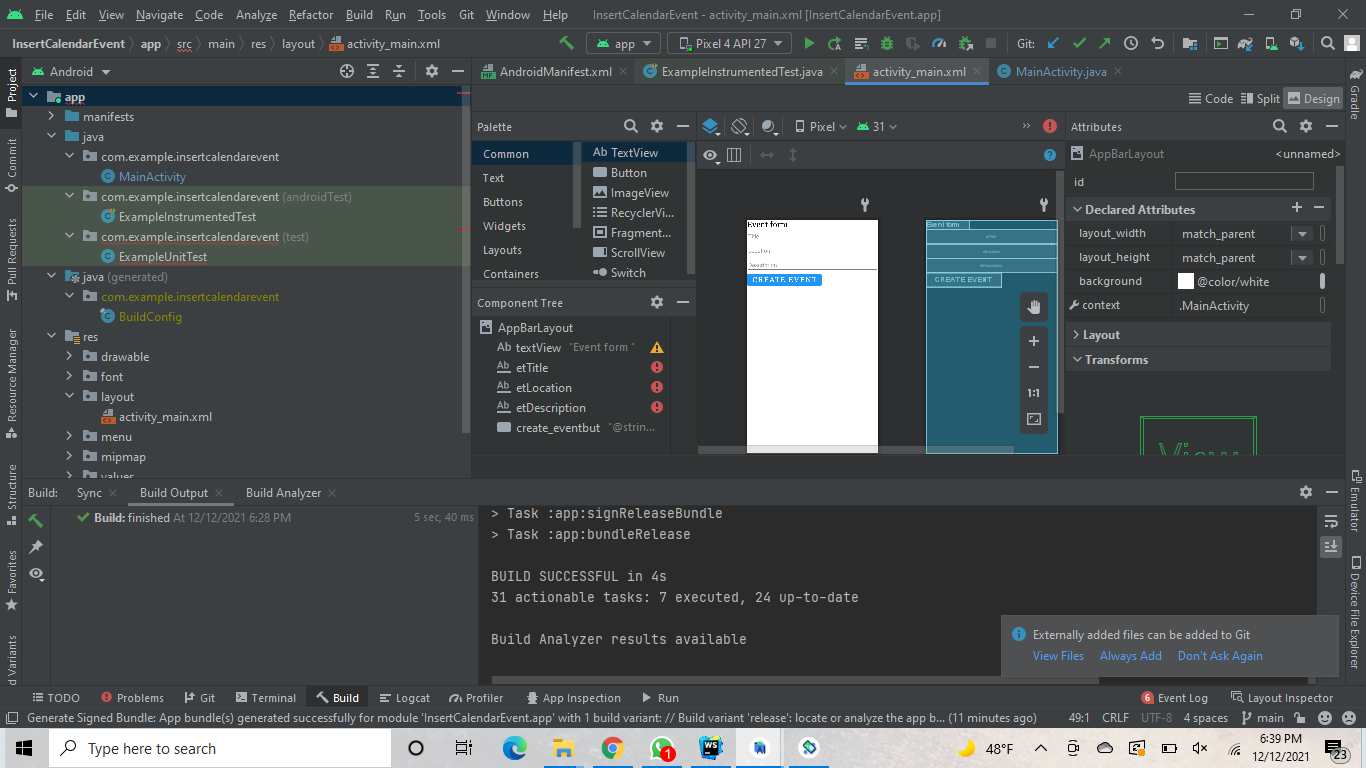 File Edit View Navigate Code Analyze Refactor Build Run Tools Git Window Help InsertCalendarEvent - activity_main.xml [InsertCalendarEvent.app]
InsertCalendarEvent app src main res layout activity_main.xml app Pixel 4 API 27 Git:
Project
Commit
Pull Requests
Resource Manager
Structure
Favorites
d Variants
Android
app
manifests
java
com.example.insertcalendarevent
MainActivity
com.example.insertcalendarevent (androidTest)
ExampleInstrumentedTest
com.example.insertcalendarevent (test)
ExampleUnitTest
java (generated)
com.example.insertcalendarevent
BuildConfig
res
drawable
font
layout
activity_main.xml
menu
mipmap
values
AndroidManifest.xml ExampleInstrumentedTest.java activity_main.xml MainActivity.java
Code Split Design
Palette
Common
Text
Buttons
Widgets
Layouts
Containers
Ab TextView
Button
ImageView
RecyclerVi...
Fragment...
ScrollView
Switch
Component Tree
AppBarLayout
Ab textView "Event form "
Ab etTitle
Ab etLocation
Ab etDescription
create_eventbut "@strin...
Pixel 31
Event form
Title
Location
Description
CREATE EVENT
Event form
etTitle
etLocation
etDescription
CREATE EVENT
1:1
Attributes
AppBarLayout <unnamed>
id
Declared Attributes
layout_width match_parent
layout_height match_parent
background @color/white
context .MainActivity
Layout
Transforms
View
Gradle
Emulator
Device File Explorer
Build: Sync Build Output Build Analyzer
Build: finished At 12/12/2021 6:28 PM 5 sec, 40 ms
> Task :app:signReleaseBundle
> Task :app:bundleRelease
BUILD SUCCESSFUL in 4s
31 actionable tasks: 7 executed, 24 up-to-date
Build Analyzer results available
Externally added files can be added to Git
View Files Always Add Don't Ask Again
TODO Problems Git Terminal Build Logcat Profiler App Inspection Run 6 Event Log Layout Inspector
Generate Signed Bundle: App bundle(s) generated successfully for module 'InsertCalendarEvent.app' with 1 build variant: // Build variant 'release': locate or analyze the app b... (11 minutes ago) 49:1 CRLF UTF-8 4 spaces main
Type here to search 1 WS 48°F 6:39 PM
12/12/2021 23